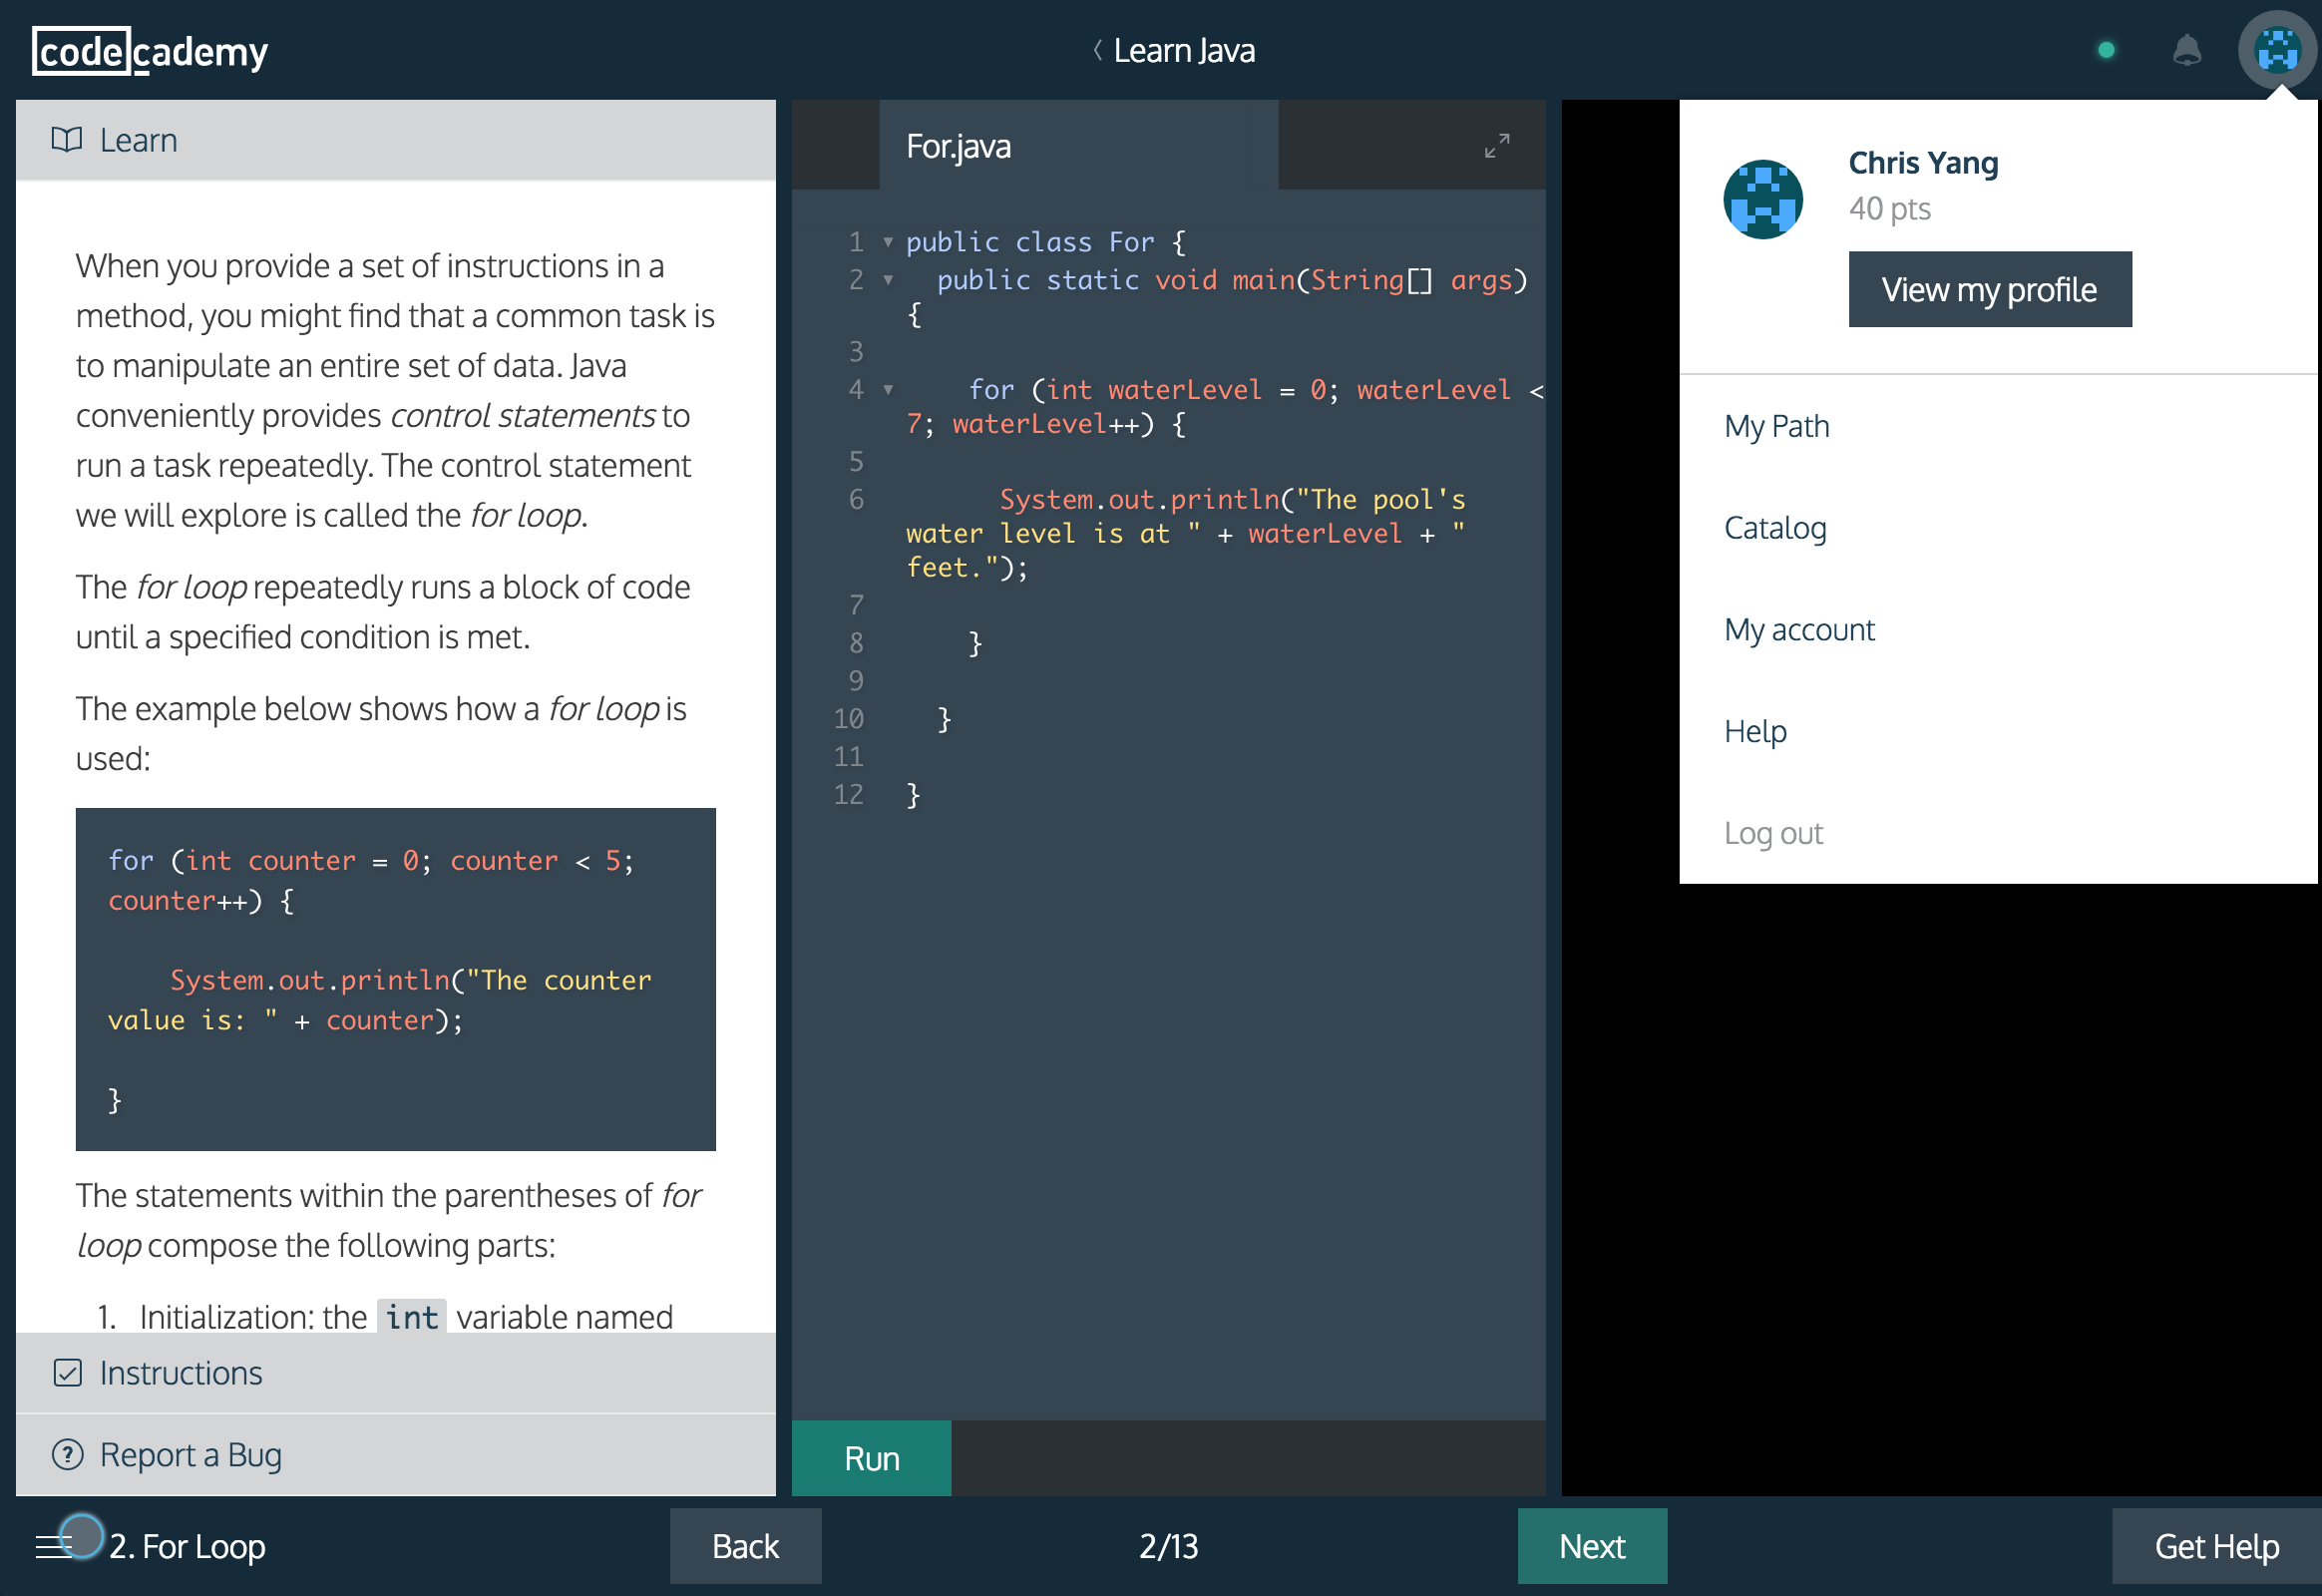 codecademy
Learn Java
Learn
When you provide a set of instructions in a
method, you might find that a common task is
to manipulate an entire set of data. Java
conveniently provides control statements to
run a task repeatedly. The control statement
we will explore is called the for loop.
The for loop repeatedly runs a block of code
until a specified condition is met.
The example below shows how a for loop is
used:
for (int counter = 0; counter < 5;
counter++) {
System.out.println("The counter
value is: " + counter);
}
The statements within the parentheses of for
loop compose the following parts:
1. Initialization: the int variable named
Instructions
Report a Bug
For.java
1 public class For {
2 public static void main(String[] args)
{
3
4 for (int waterLevel = 0; waterLevel <
7; waterLevel++) {
5
6 System.out.println("The pool's
water level is at " + waterLevel + "
feet.");
7
8 }
9
10 }
11
12 }
Run
Chris Yang
40 pts
View my profile
My Path
Catalog
My account
Help
Log out
2. For Loop
Back
2/13
Next
Get Help